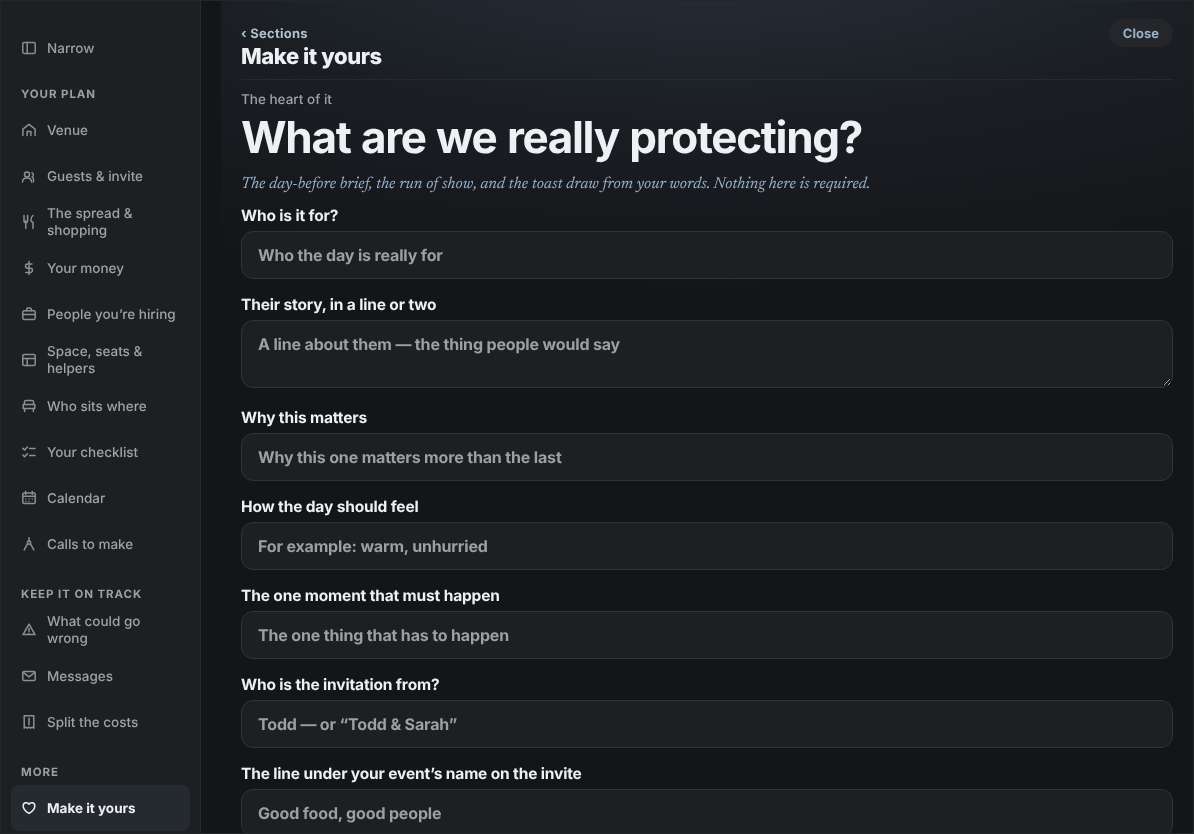 Narrow
YOUR PLAN
Venue
Guests & invite
The spread &
shopping
Your money
People you’re hiring
Space, seats &
helpers
Who sits where
Your checklist
Calendar
Calls to make
KEEP IT ON TRACK
What could go
wrong
Messages
Split the costs
MORE
Make it yours
‹ Sections
Close
Make it yours
The heart of it
What are we really protecting?
The day-before brief, the run of show, and the toast draw from your words. Nothing here is required.
Who is it for?
Who the day is really for
Their story, in a line or two
A line about them — the thing people would say
Why this matters
Why this one matters more than the last
How the day should feel
For example: warm, unhurried
The one moment that must happen
The one thing that has to happen
Who is the invitation from?
Todd — or “Todd & Sarah”
The line under your event’s name on the invite
Good food, good people